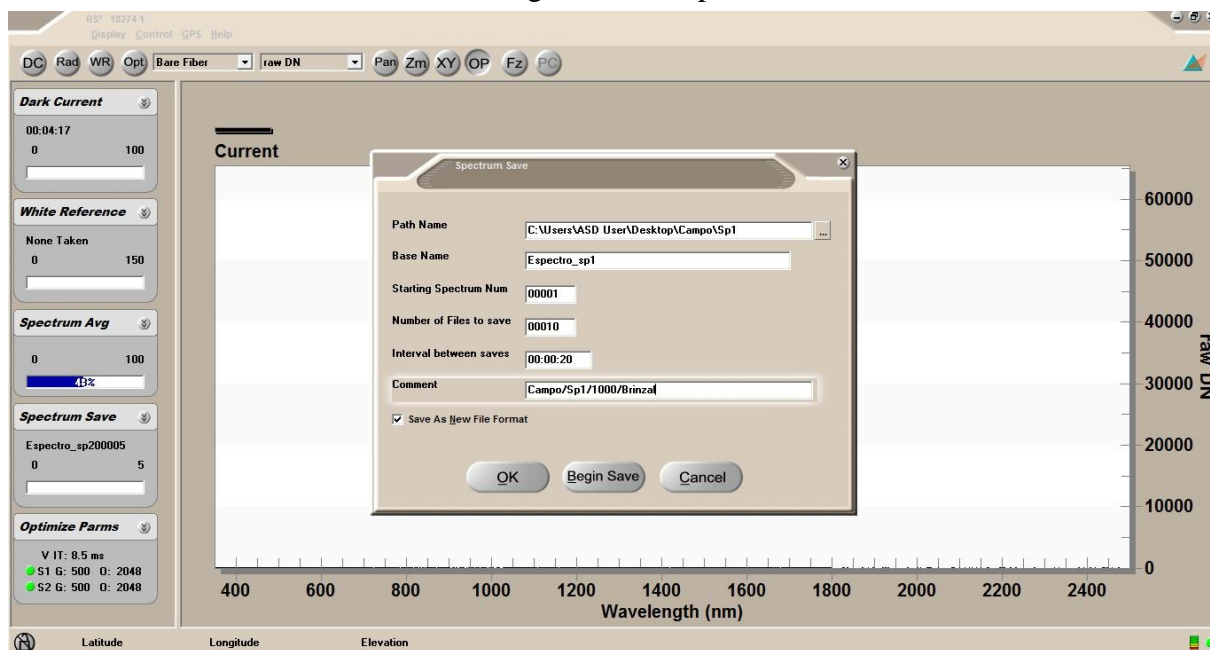 RS³ 18274 1
Display Control GPS Help
DC Rad WR Opt Bare Fiber raw DN Pan Zm XY OP Fz PC
Dark Current
00:04:17
0 100
White Reference
None Taken
0 150
Spectrum Avg
0 100
43%
Spectrum Save
Espectro_sp200005
0 5
Optimize Parms
V IT: 8.5 ms
S1 G: 500 O: 2048
S2 G: 500 O: 2048
Current
Spectrum Save
Path Name C:\Users\ASD User\Desktop\Campo\Sp1 ...
Base Name Espectro_sp1
Starting Spectrum Num 00001
Number of Files to save 00010
Interval between saves 00:00:20
Comment Campo/Sp1/1000/Brinzal
Save As New File Format
OK Begin Save Cancel
60000
50000
40000
30000
20000
10000
0
raw DN
400 600 800 1000 1200 1400 1600 1800 2000 2200 2400
Wavelength (nm)
Latitude Longitude Elevation